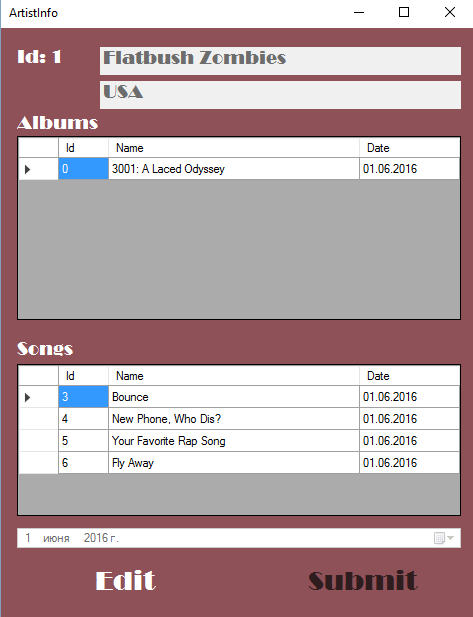 ArtistInfo
Id: 1 Flatbush Zombies
USA
Albums
Id Name Date
0 3001: A Laced Odyssey 01.06.2016
Songs
Id Name Date
3 Bounce 01.06.2016
4 New Phone, Who Dis? 01.06.2016
5 Your Favorite Rap Song 01.06.2016
6 Fly Away 01.06.2016
1 июня 2016 г.
Edit Submit